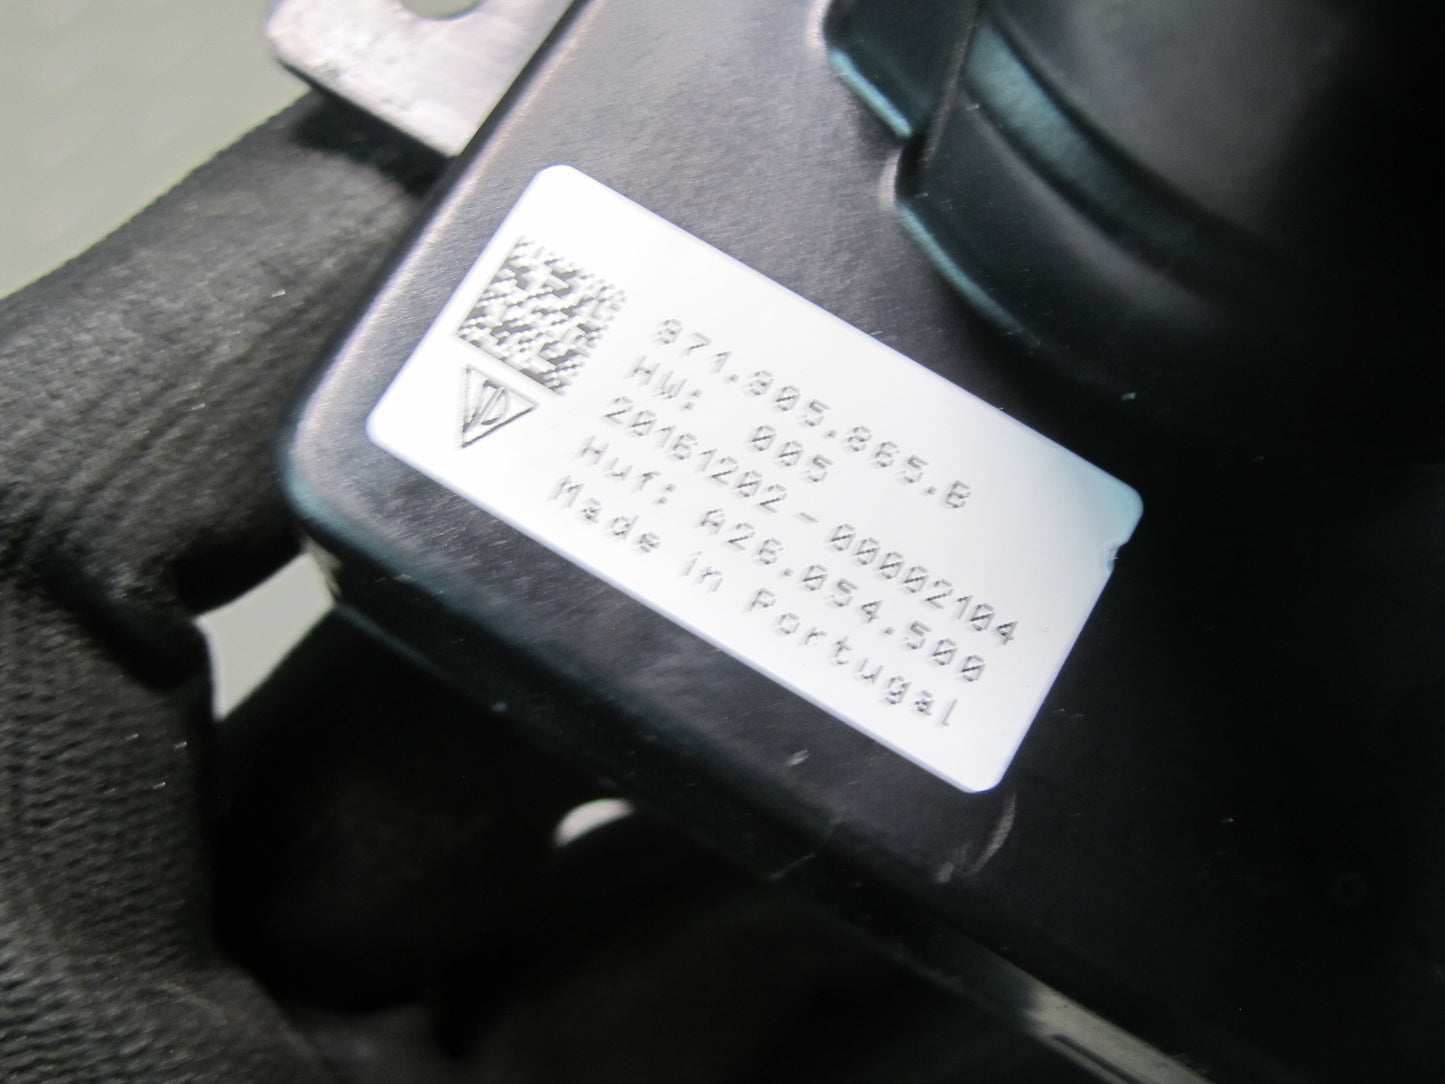 971.905.865.B
HW: 005
20161202-00002104
Huf: A26.054.500
Made in Portugal